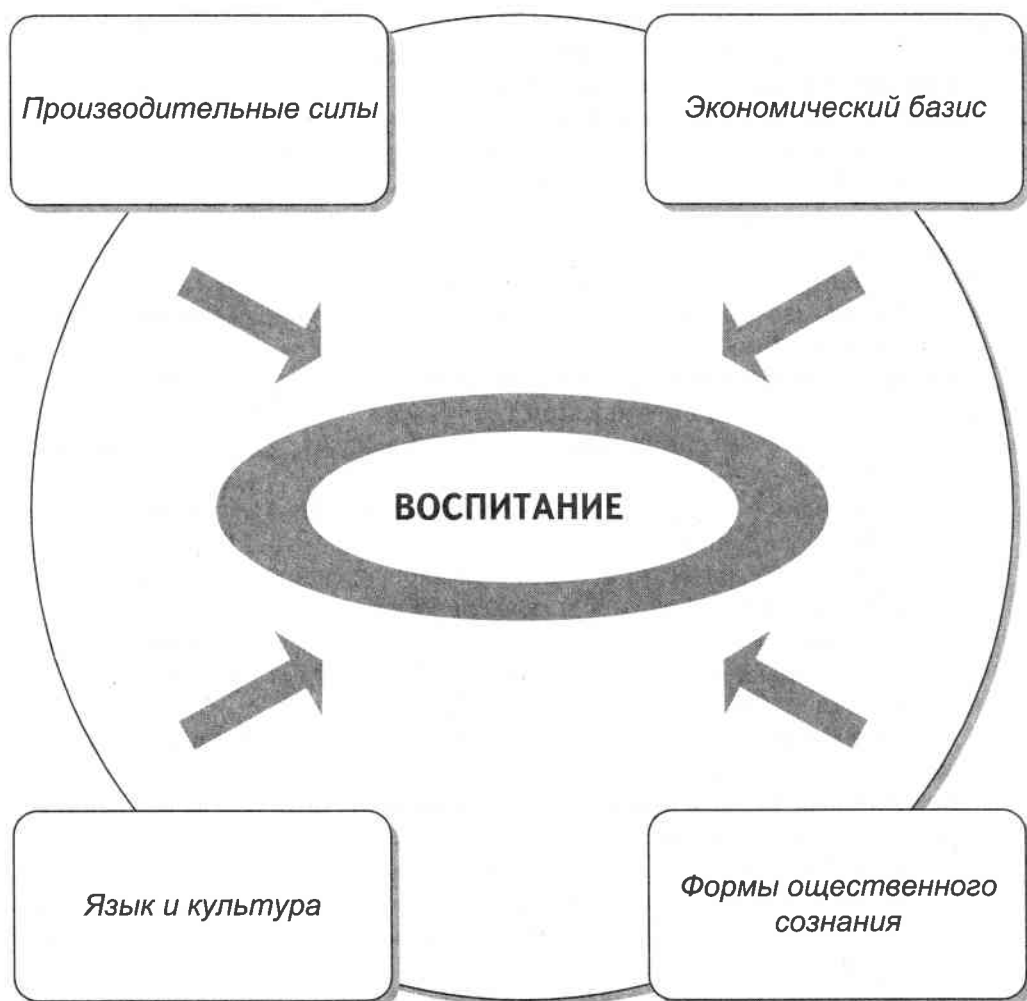 Производительные силы
Экономический базис
ВОСПИТАНИЕ
Язык и культура
Формы ощественного
сознания